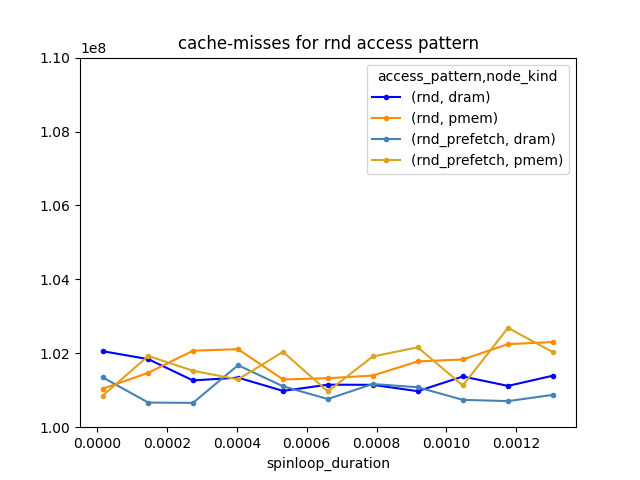 cache-misses for rnd access pattern
1e8
1.10
1.08
1.06
1.04
1.02
1.00
access_pattern,node_kind
(rnd, dram)
(rnd, pmem)
(rnd_prefetch, dram)
(rnd_prefetch, pmem)
0.0000 0.0002 0.0004 0.0006 0.0008 0.0010 0.0012
spinloop_duration